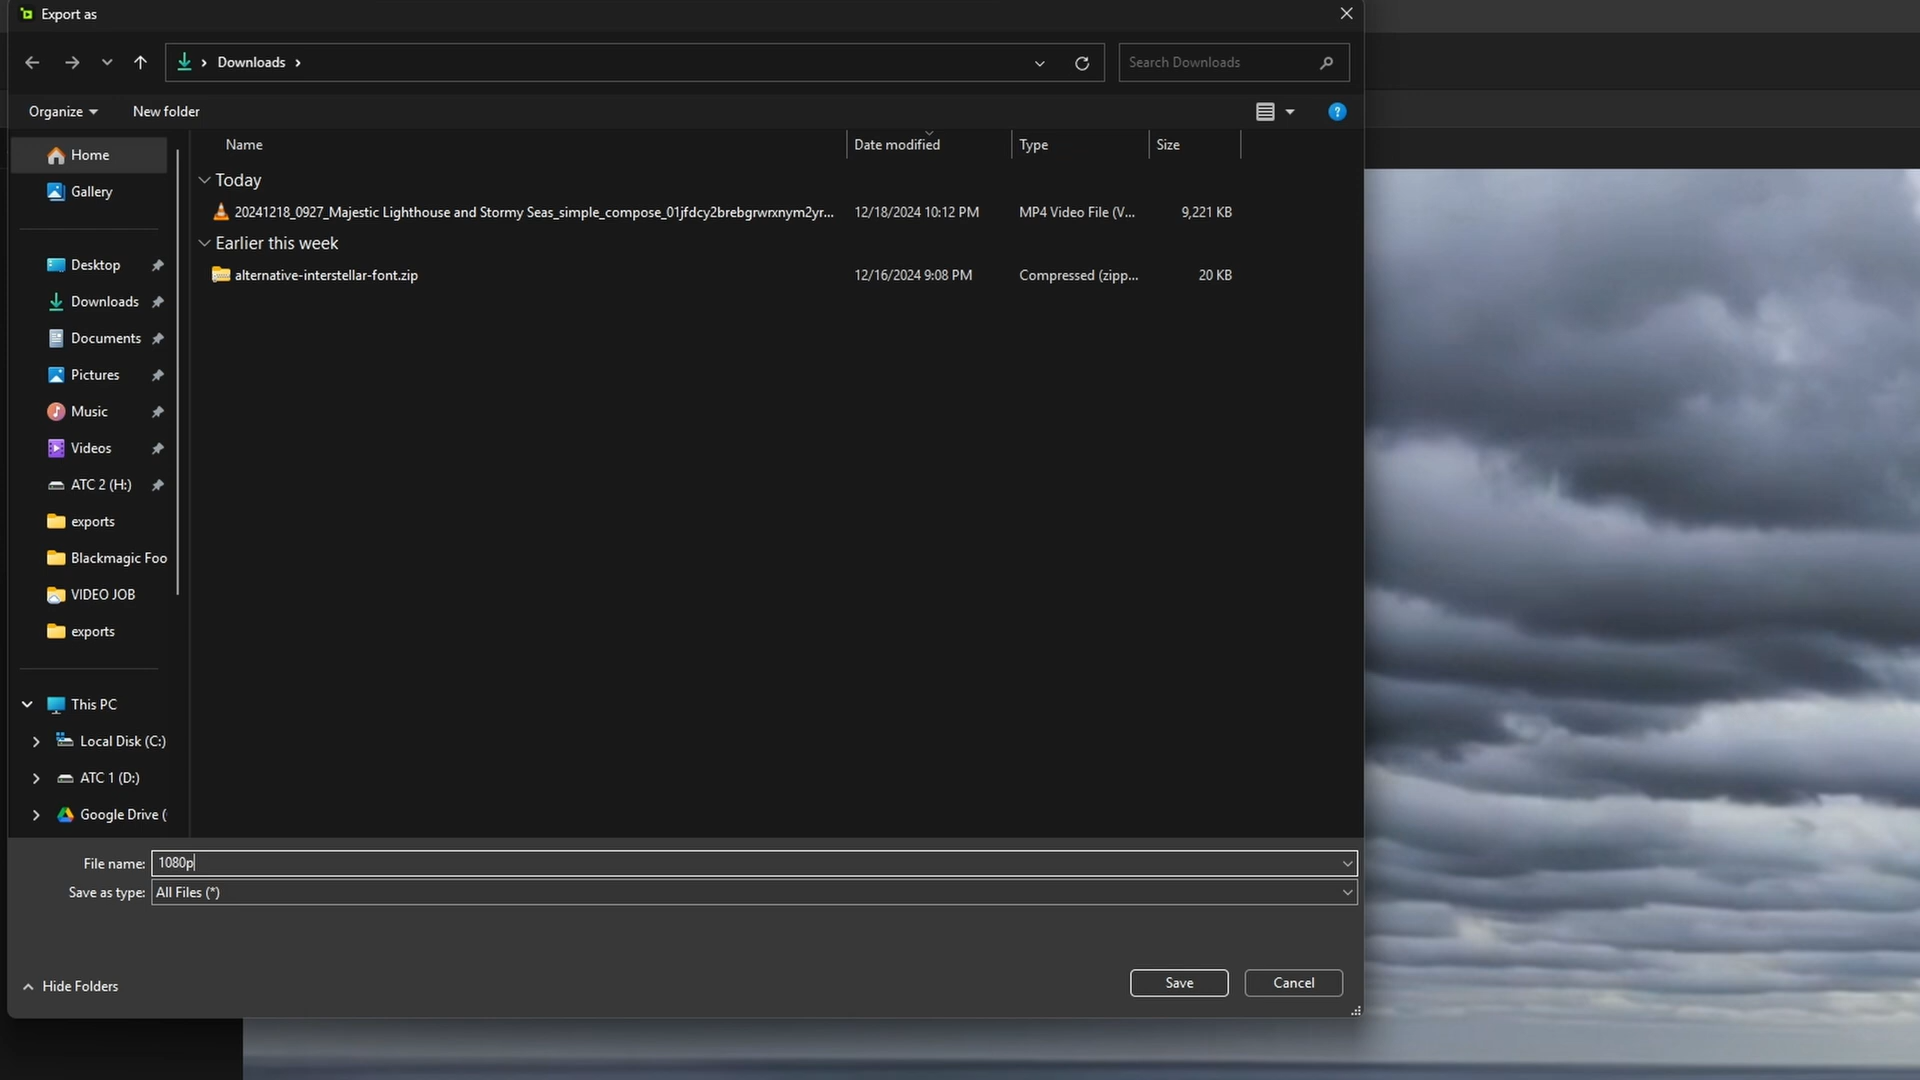 Export as
Downloads
Search Downloads
Organize
New folder
?
Name
Date modified
Type
Size
Home
Gallery
Desktop
Downloads
Documents
Pictures
Music
Videos
ATC 2 (H:)
exports
Blackmagic Foo
VIDEO JOB
exports
This PC
Local Disk (C:)
ATC 1 (D:)
Google Drive (
Today
20241218_0927_Majestic Lighthouse and Stormy Seas_simple_compose_01jfdcy2brebgrwrxnym2yr... 12/18/2024 10:12 PM MP4 Video File (V... 9,221 KB
Earlier this week
alternative-interstellar-font.zip 12/16/2024 9:08 PM Compressed (zipp... 20 KB
File name: 1080p
Save as type: All Files (*)
Hide Folders
Save
Cancel